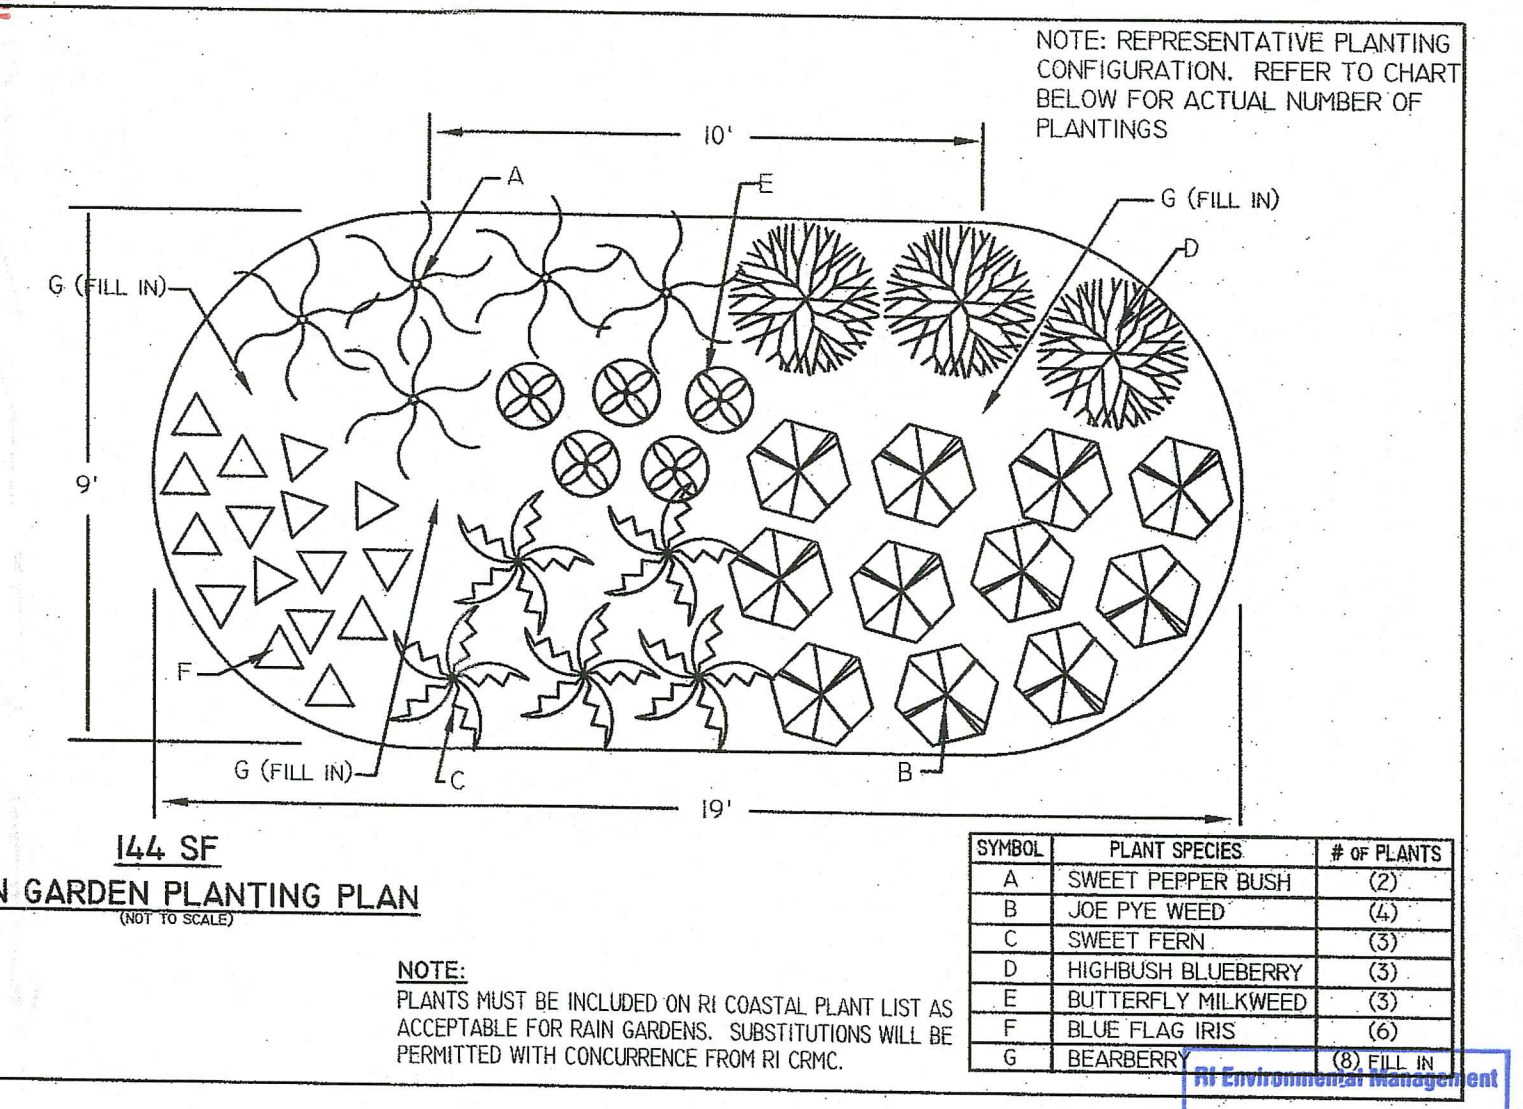 NOTE: REPRESENTATIVE PLANTING
CONFIGURATION. REFER TO CHART
BELOW FOR ACTUAL NUMBER OF
PLANTINGS
10'
A
E
G (FILL IN)
D
G (FILL IN)
9'
F
G (FILL IN)
C
B
19'
144 SF
GARDEN PLANTING PLAN
(NOT TO SCALE)
SYMBOL PLANT SPECIES # OF PLANTS
A SWEET PEPPER BUSH (2)
B JOE PYE WEED (4)
C SWEET FERN (3)
D HIGHBUSH BLUEBERRY (3)
E BUTTERFLY MILKWEED (3)
F BLUE FLAG IRIS (6)
G BEARBERRY (8) FILL IN
NOTE:
PLANTS MUST BE INCLUDED ON RI COASTAL PLANT LIST AS
ACCEPTABLE FOR RAIN GARDENS. SUBSTITUTIONS WILL BE
PERMITTED WITH CONCURRENCE FROM RI CRMC.
RI Environmental Management